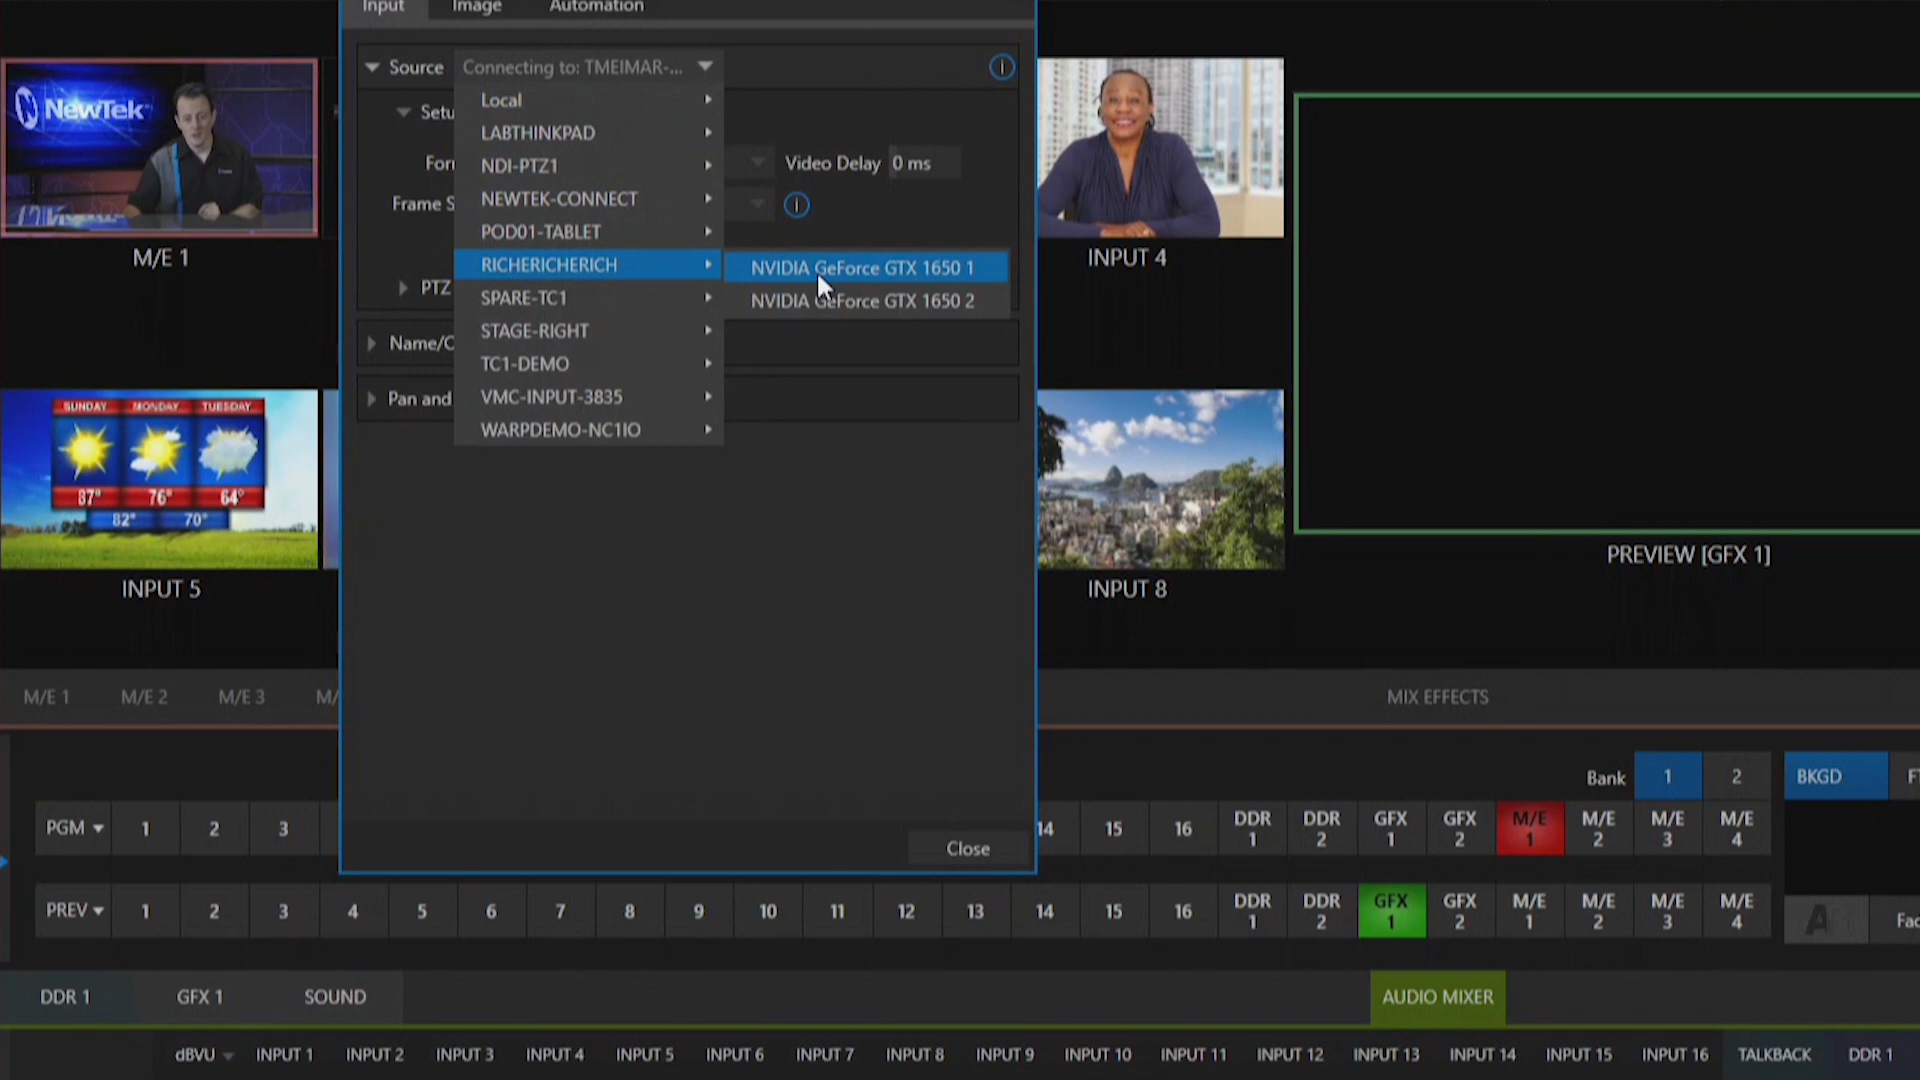 Input Image Automation
Source Connecting to: TMEIMAR-...
Local
Setu
LABTHINKPAD
NDI-PTZ1
Video Delay 0 ms
NEWTEK-CONNECT
Frame S
POD01-TABLET
RICHERICHERICH
NVIDIA GeForce GTX 1650 1
PTZ
SPARE-TC1
NVIDIA GeForce GTX 1650 2
STAGE-RIGHT
Name/C
TC1-DEMO
VMC-INPUT-3835
Pan and
WARPDEMO-NC1IO
Close
NewTek
M/E 1
INPUT 4
SUNDAY MONDAY TUESDAY
87° 76° 64°
82° 70°
INPUT 5
INPUT 8
PREVIEW [GFX 1]
M/E 1 M/E 2 M/E 3 M/ MIX EFFECTS
Bank 1 2 BKGD
PGM 1 2 3 14 15 16 DDR 1 DDR 2 GFX 1 GFX 2 M/E 1 M/E 2 M/E 3 M/E 4
PREV 1 2 3 4 5 6 7 8 9 10 11 12 13 14 15 16 DDR 1 DDR 2 GFX 1 GFX 2 M/E 1 M/E 2 M/E 3 M/E 4
DDR 1 GFX 1 SOUND AUDIO MIXER
dBVU INPUT 1 INPUT 2 INPUT 3 INPUT 4 INPUT 5 INPUT 6 INPUT 7 INPUT 8 INPUT 9 INPUT 10 INPUT 11 INPUT 12 INPUT 13 INPUT 14 INPUT 15 INPUT 16 TALKBACK DDR 1